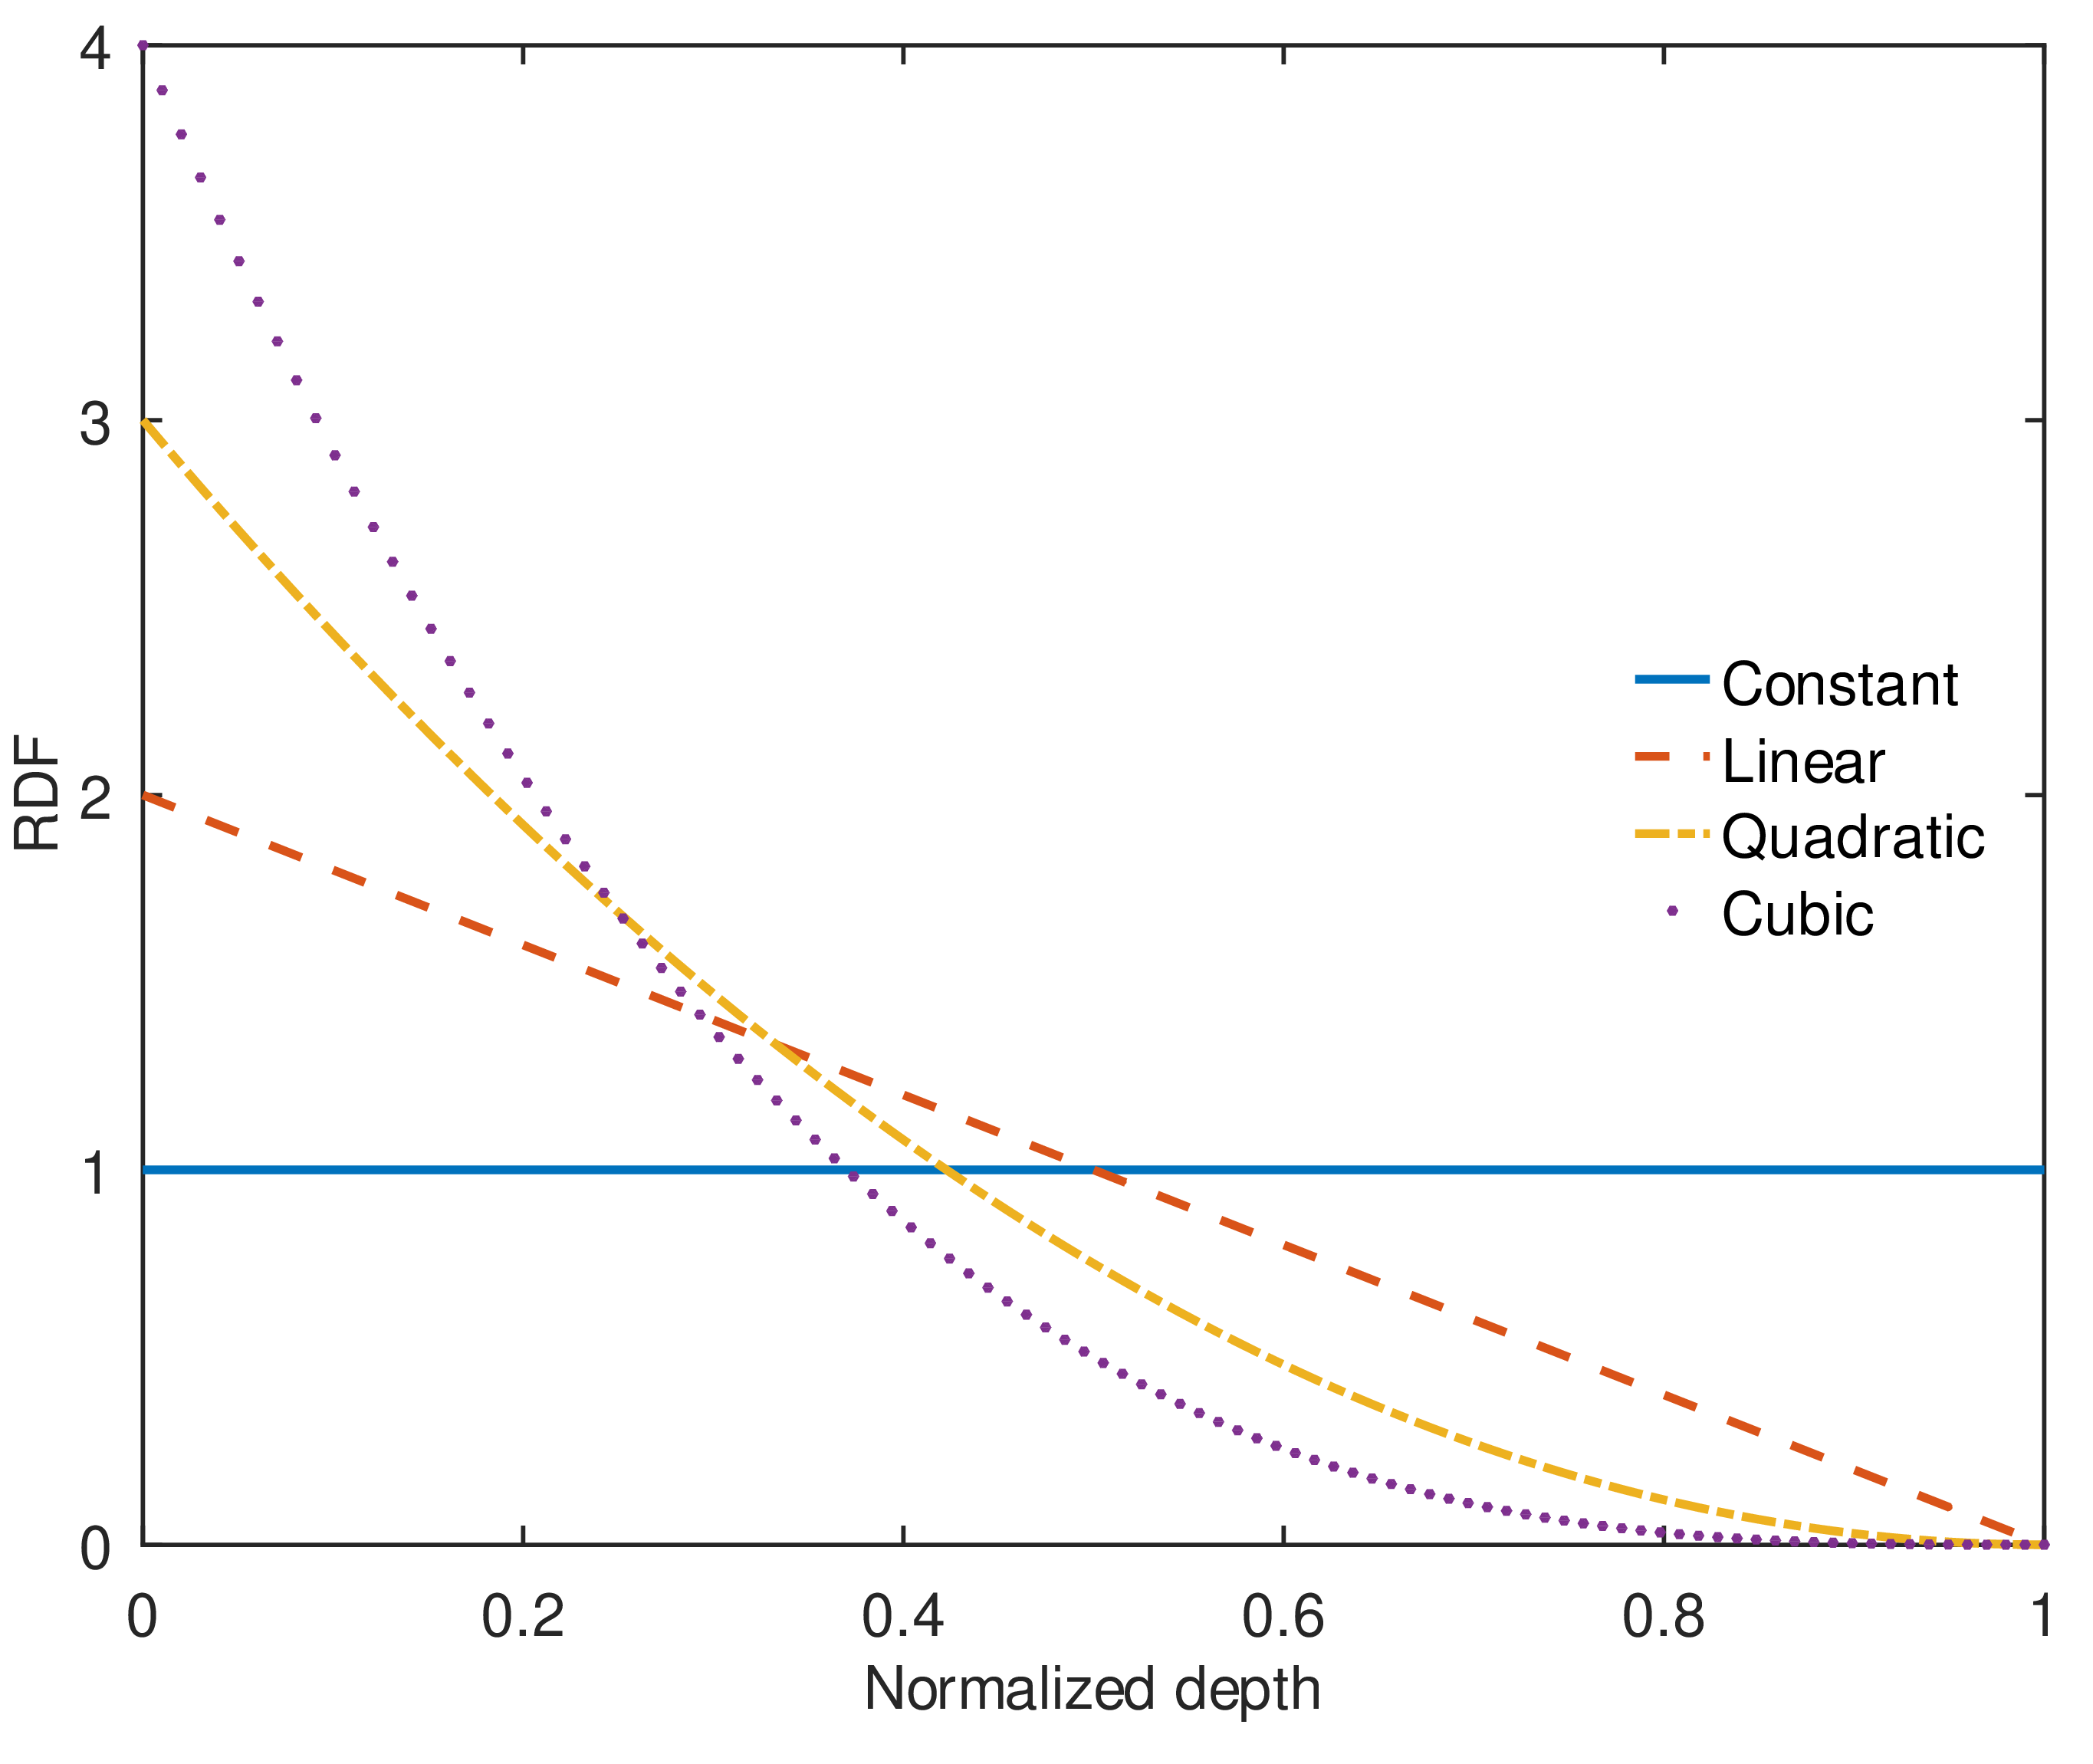 4
3
2
1
0
RDF
Constant
Linear
Quadratic
Cubic
0 0.2 0.4 0.6 0.8 1
Normalized depth